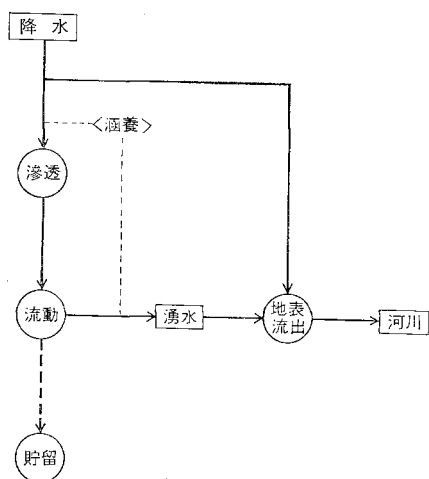 降水
<涵養>
滲透
流動
湧水
地表
流出
河川
貯留